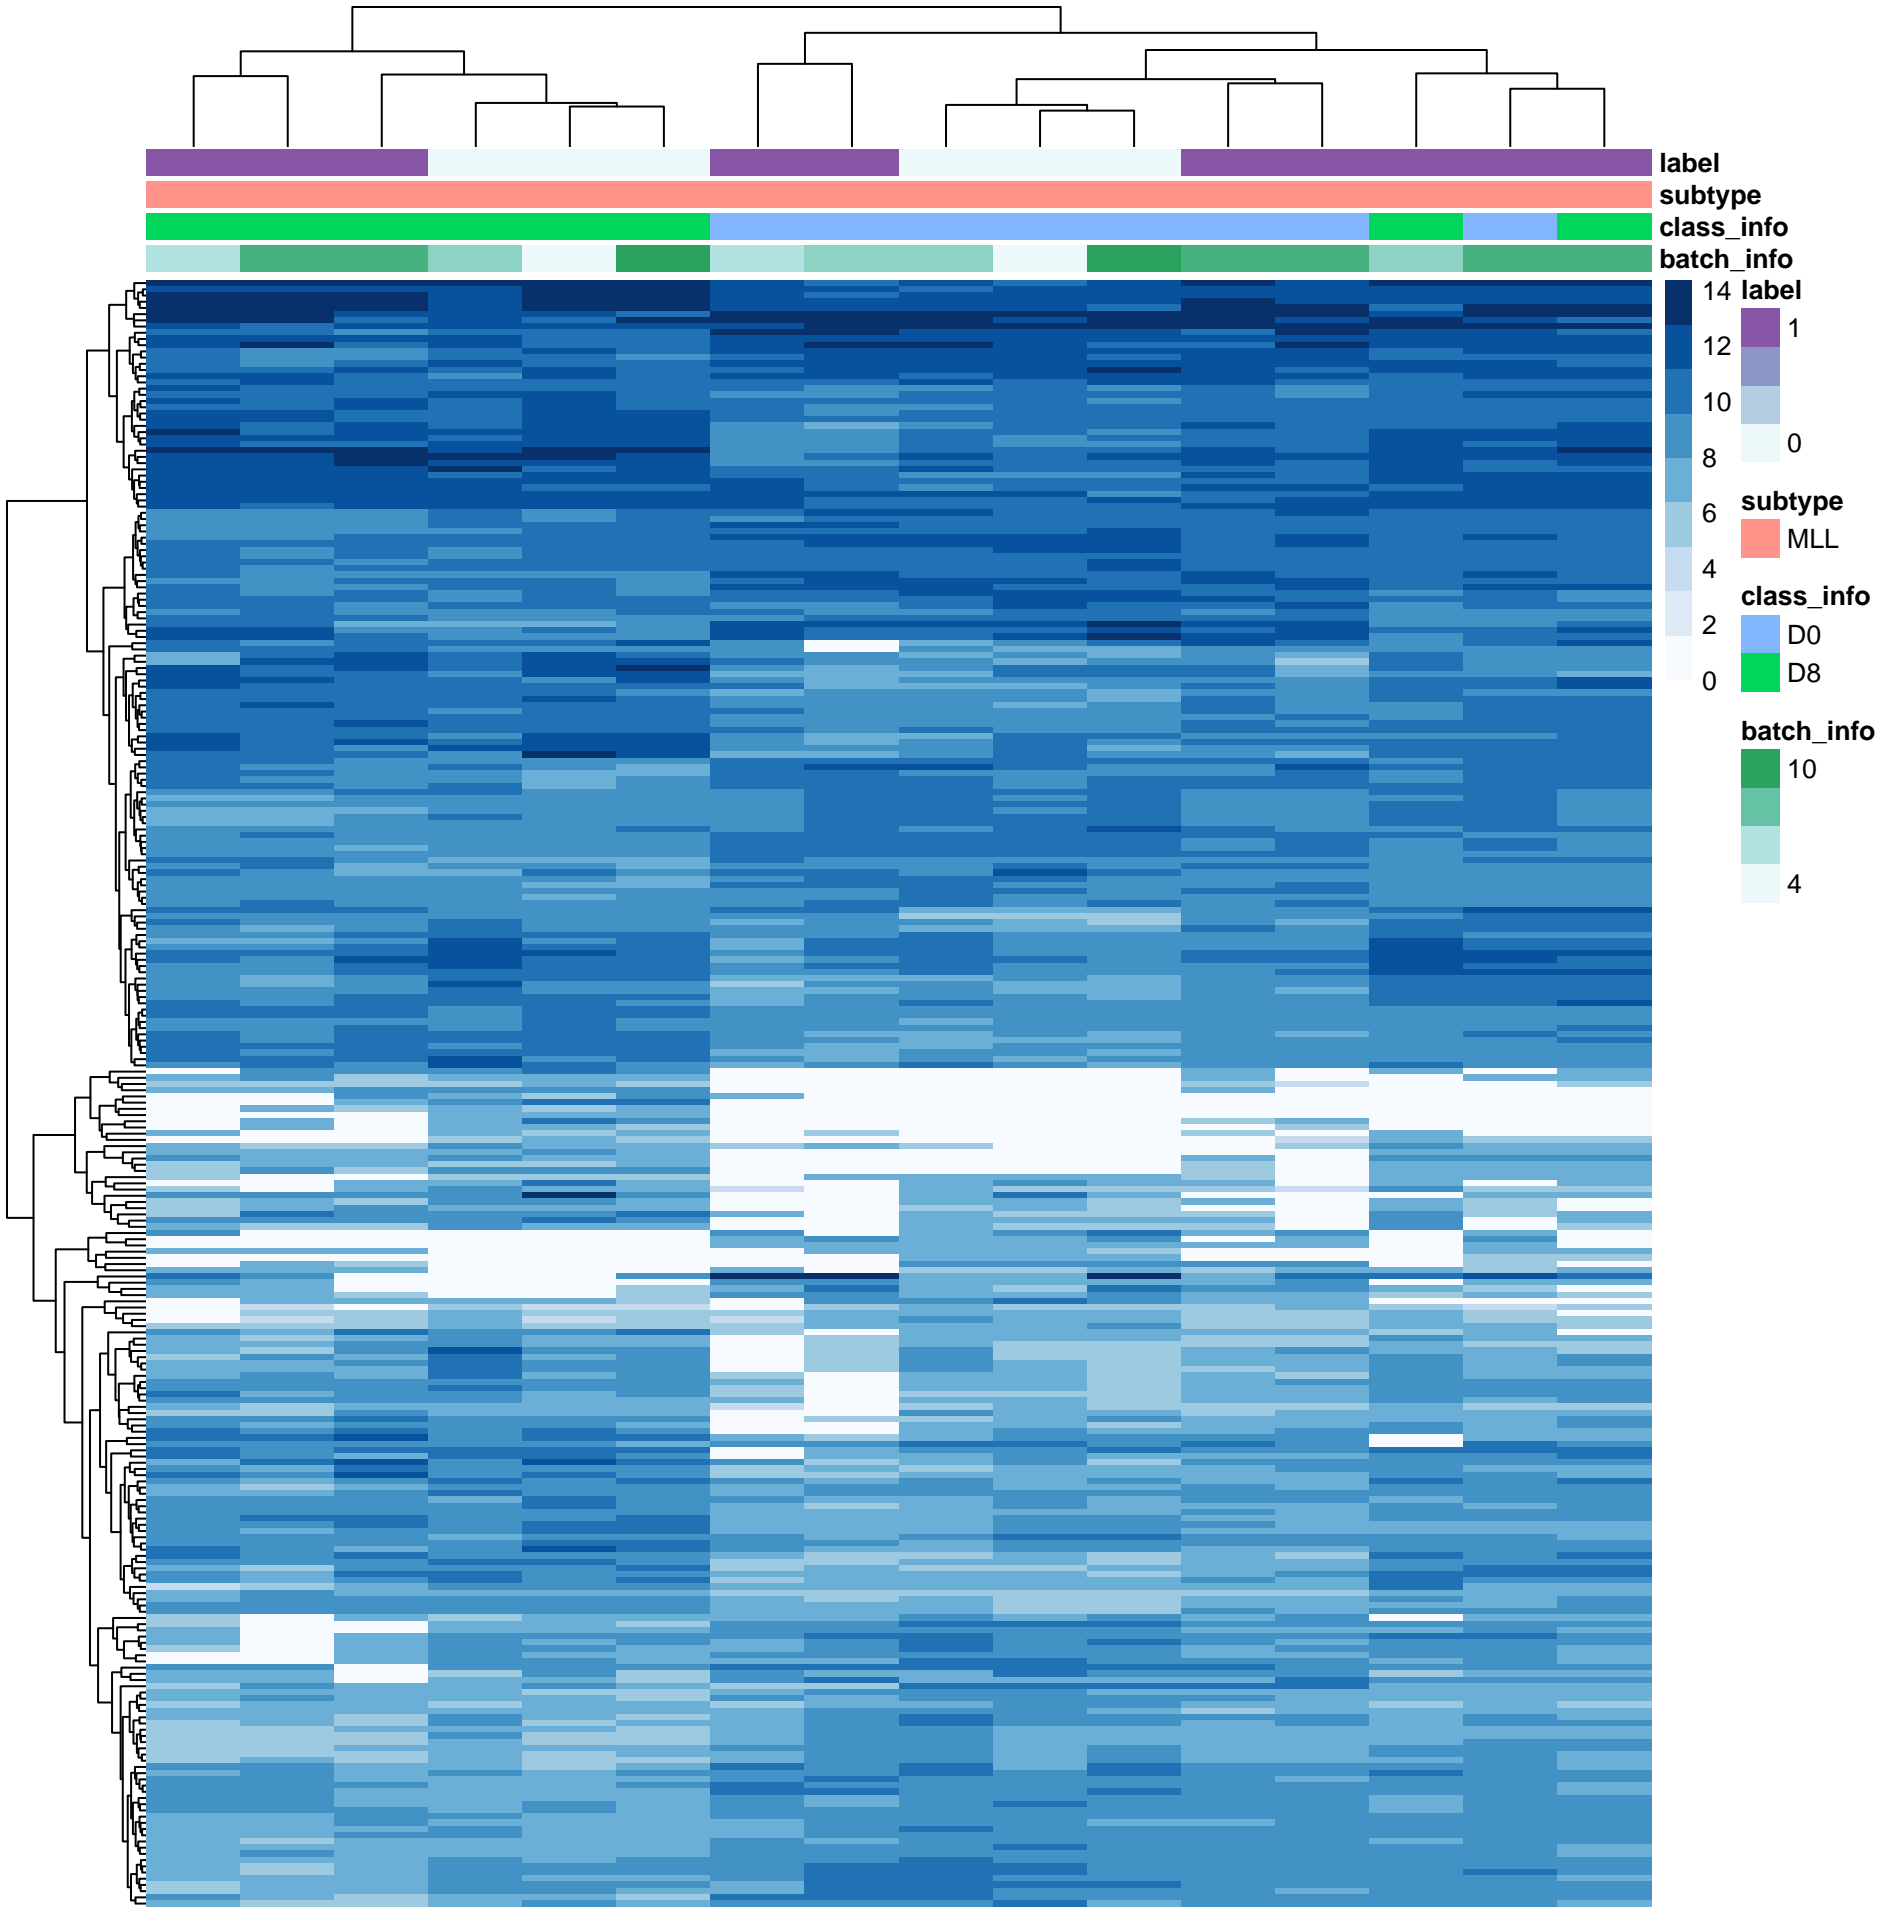 label
subtype
class_info
batch_info
14
12
10
8
6
4
2
0
label
1
0
subtype
MLL
class_info
D0
D8
batch_info
10
4